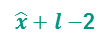 x̂ + l − 2